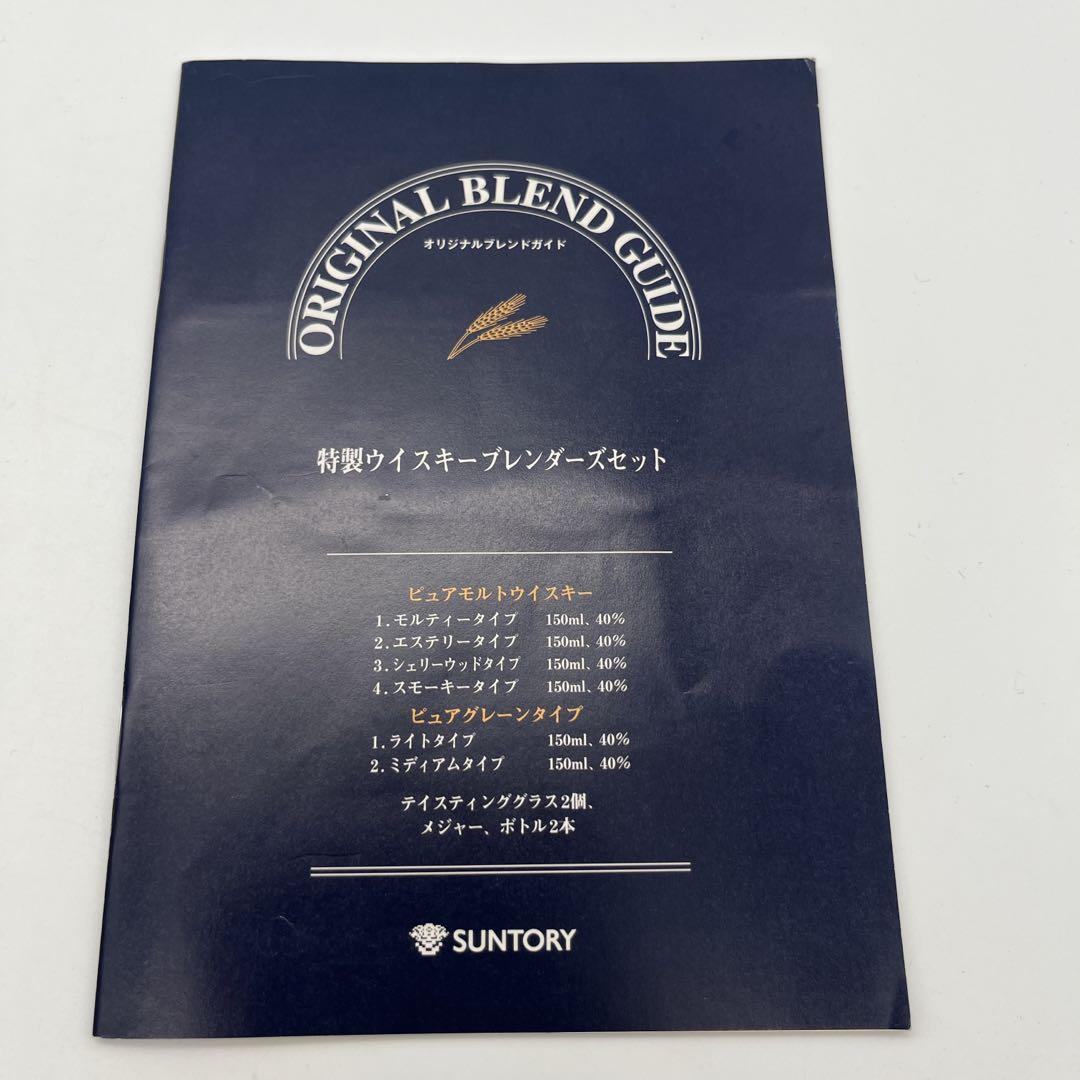 ORIGINAL BLEND GUIDE
オリジナルブレンドガイド
特製ウイスキーブレンダーズセット
ピュアモルトウイスキー
1.モルティータイプ 150ml、40%
2.エステリータイプ 150ml、40%
3.シェリーウッドタイプ 150ml、40%
4.スモーキータイプ 150ml、40%
ピュアグレーンタイプ
1.ライトタイプ 150ml、40%
2.ミディアムタイプ 150ml、40%
テイスティンググラス2個、
メジャー、ボトル2本
SUNTORY